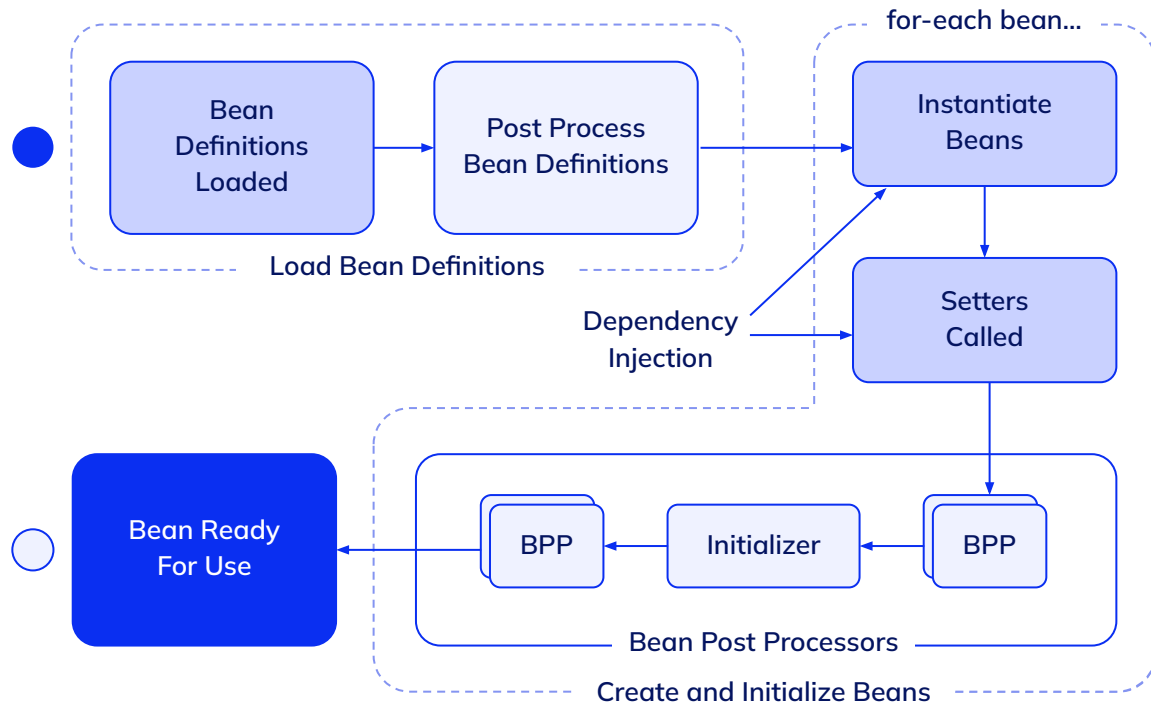 for-each bean...
Bean
Definitions
Loaded
Post Process
Bean Definitions
Instantiate
Beans
Load Bean Definitions
Dependency
Injection
Setters
Called
Bean Ready
For Use
BPP
Initializer
BPP
Bean Post Processors
Create and Initialize Beans